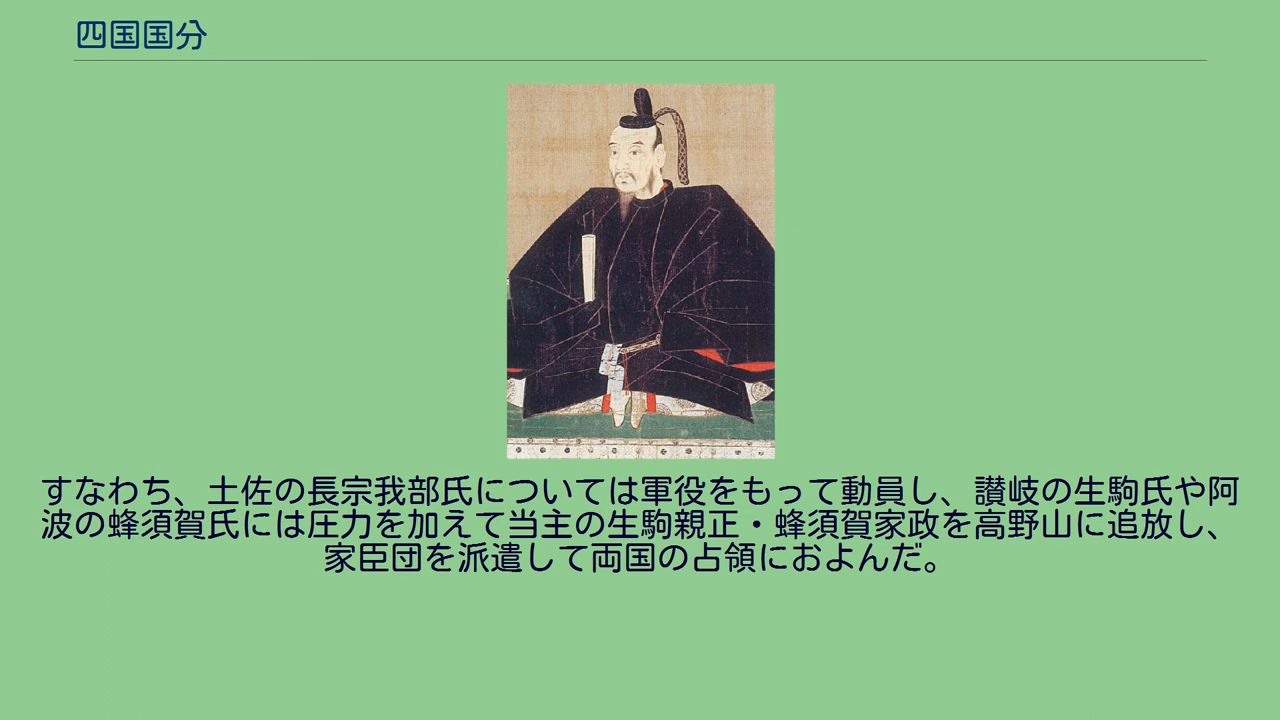 四国国分
すなわち、土佐の長宗我部氏については軍役をもって動員し、讃岐の生駒氏や阿
波の蜂須賀氏には圧力を加えて当主の生駒親正・蜂須賀家政を高野山に追放し、
家臣団を派遣して両国の占領におよんだ。